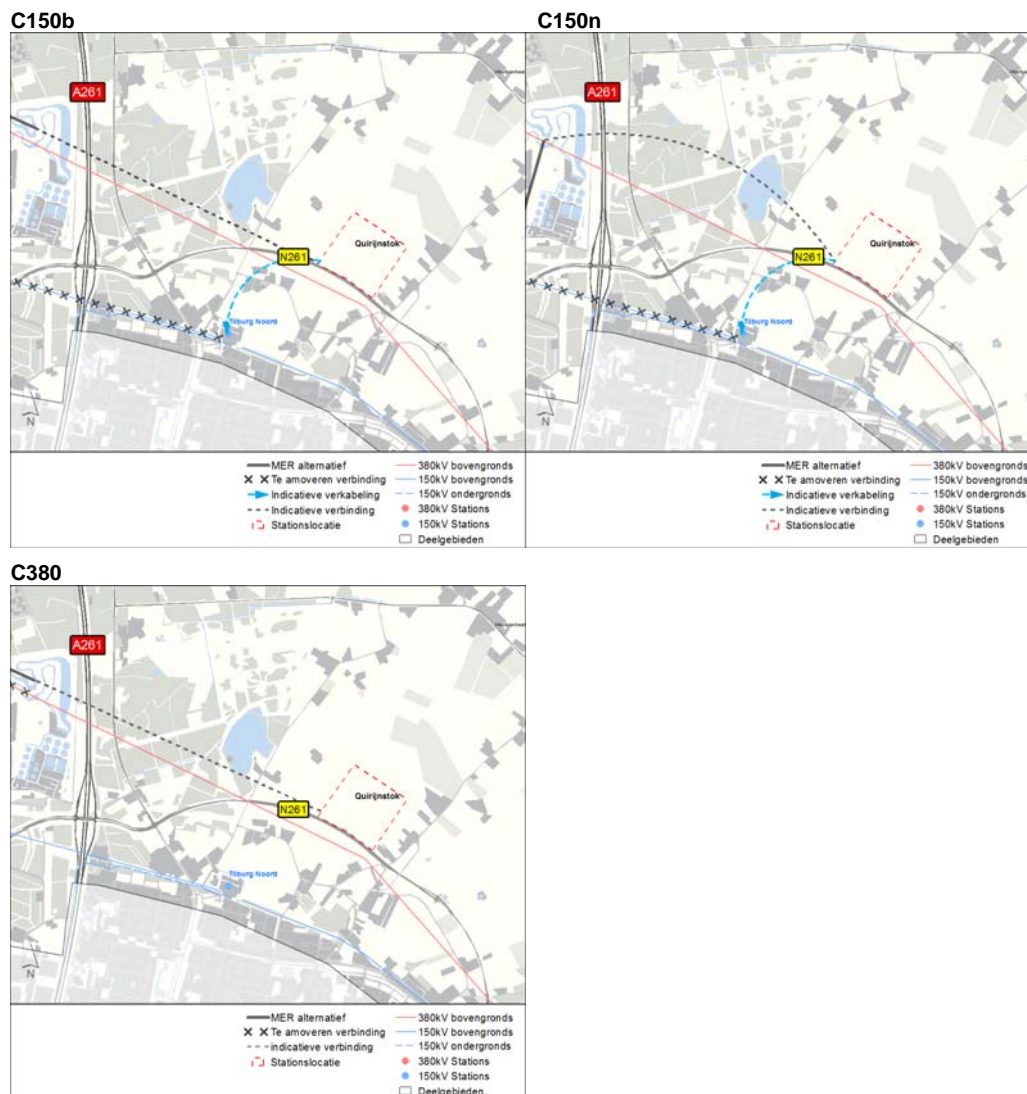 C150b
C150n
A261
Quirijnstok
N261
Tilburg Noord
N
MER alternatief
Te amoveren verbinding
Indicatieve verkabeling
Indicatieve verbinding
Stationslocatie
380kV bovengronds
150kV bovengronds
150kV ondergronds
380kV Stations
150kV Stations
Deelgebieden
A261
Quirijnstok
N261
Tilburg Noord
N
MER alternatief
Te amoveren verbinding
Indicatieve verkabeling
Indicatieve verbinding
Stationslocatie
380kV bovengronds
150kV bovengronds
150kV ondergronds
380kV Stations
150kV Stations
Deelgebieden
C380
A261
Quirijnstok
N261
Tilburg Noord
N
MER alternatief
Te amoveren verbinding
indicatieve verbinding
Stationslocatie
380kV bovengronds
150kV bovengronds
150kV ondergronds
380kV Stations
150kV Stations
Deelgebieden